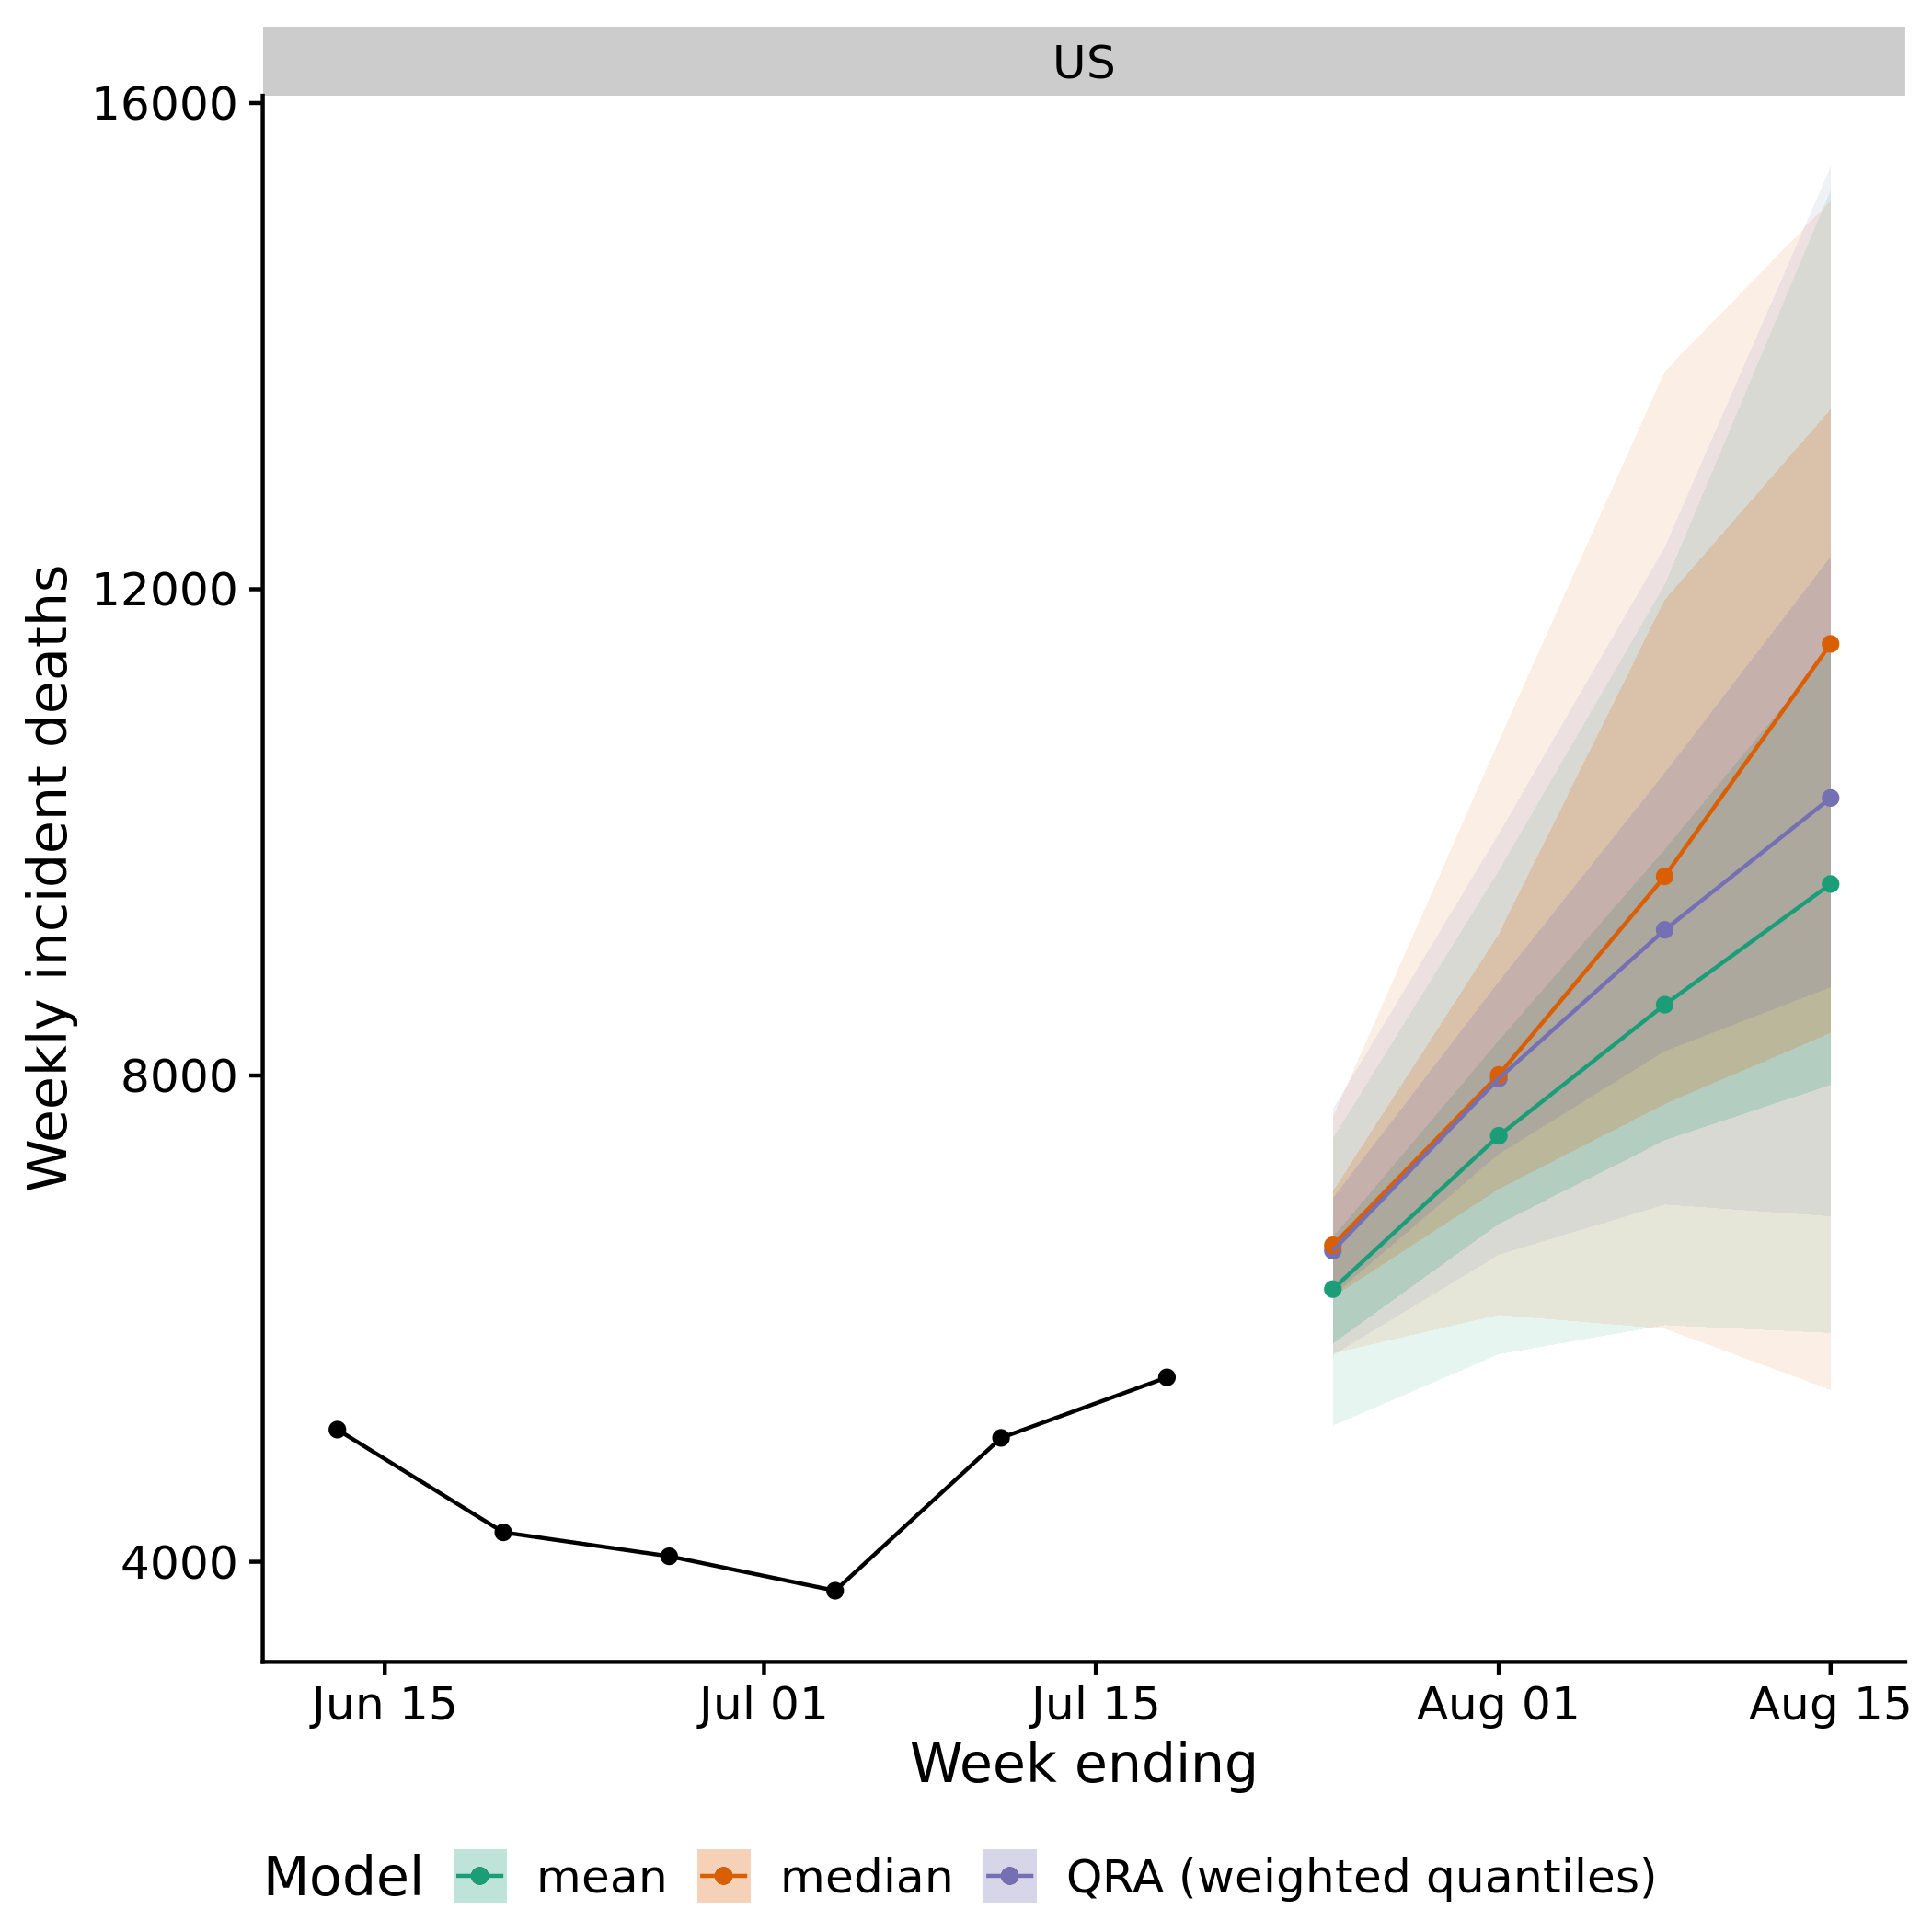 US
16000
12000
8000
4000
Weekly incident deaths
Jun 15 Jul 01 Jul 15 Aug 01 Aug 15
Week ending
Model mean median QRA (weighted quantiles)